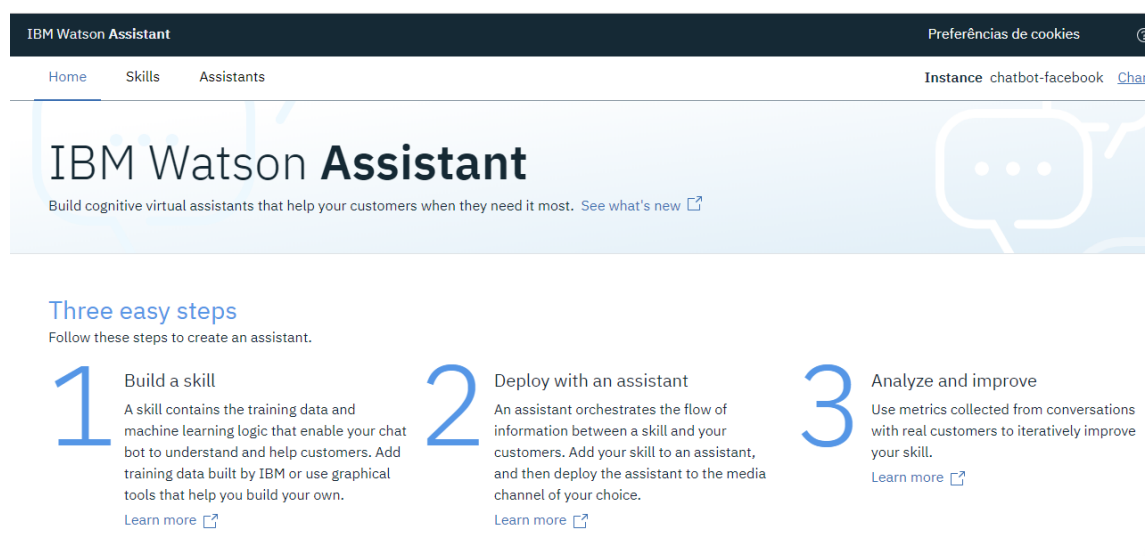 IBM Watson Assistant
Preferências de cookies
Home Skills Assistants
Instance chatbot-facebook
IBM Watson Assistant
Build cognitive virtual assistants that help your customers when they need it most. See what's new
Three easy steps
Follow these steps to create an assistant.
1
Build a skill
A skill contains the training data and
machine learning logic that enable your chat
bot to understand and help customers. Add
training data built by IBM or use graphical
tools that help you build your own.
Learn more
2
Deploy with an assistant
An assistant orchestrates the flow of
information between a skill and your
customers. Add your skill to an assistant,
and then deploy the assistant to the media
channel of your choice.
Learn more
3
Analyze and improve
Use metrics collected from conversations
with real customers to iteratively improve
your skill.
Learn more